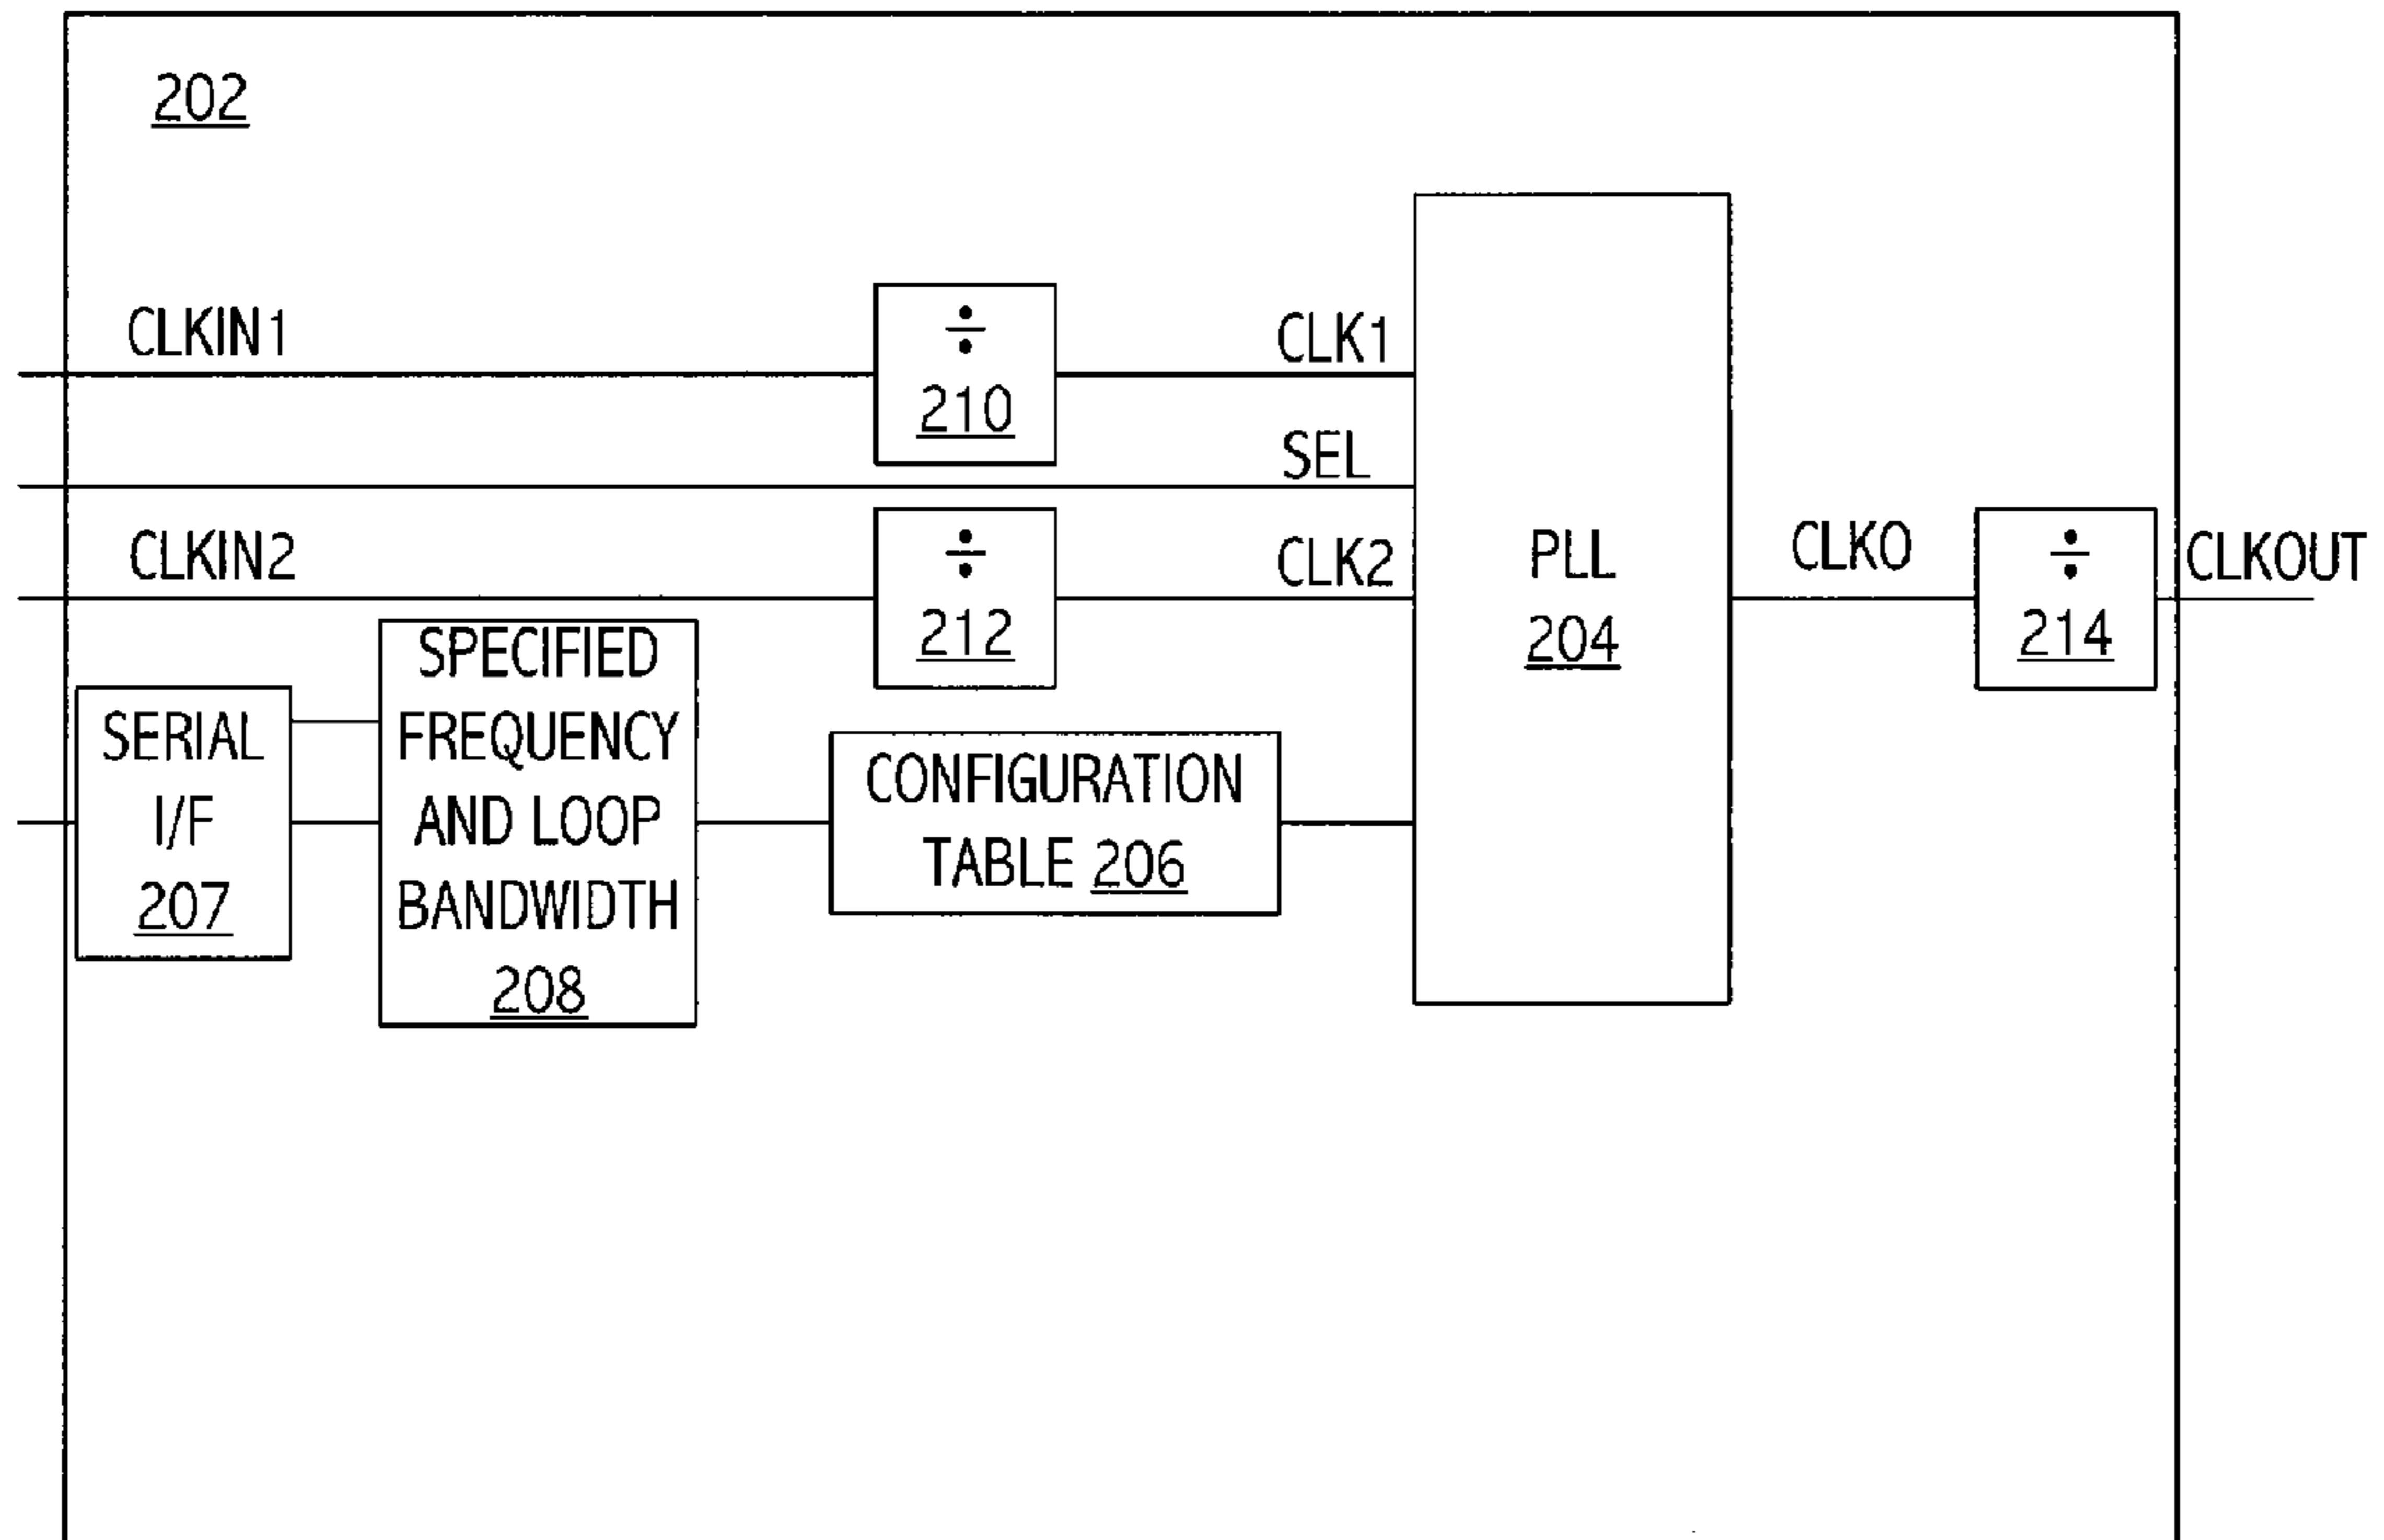 202
CLKIN1
÷
210
CLK1
SEL
CLKIN2
÷
212
CLK2
PLL
204
CLKO
÷
214
CLKOUT
SERIAL
I/F
207
SPECIFIED
FREQUENCY
AND LOOP
BANDWIDTH
208
CONFIGURATION
TABLE 206